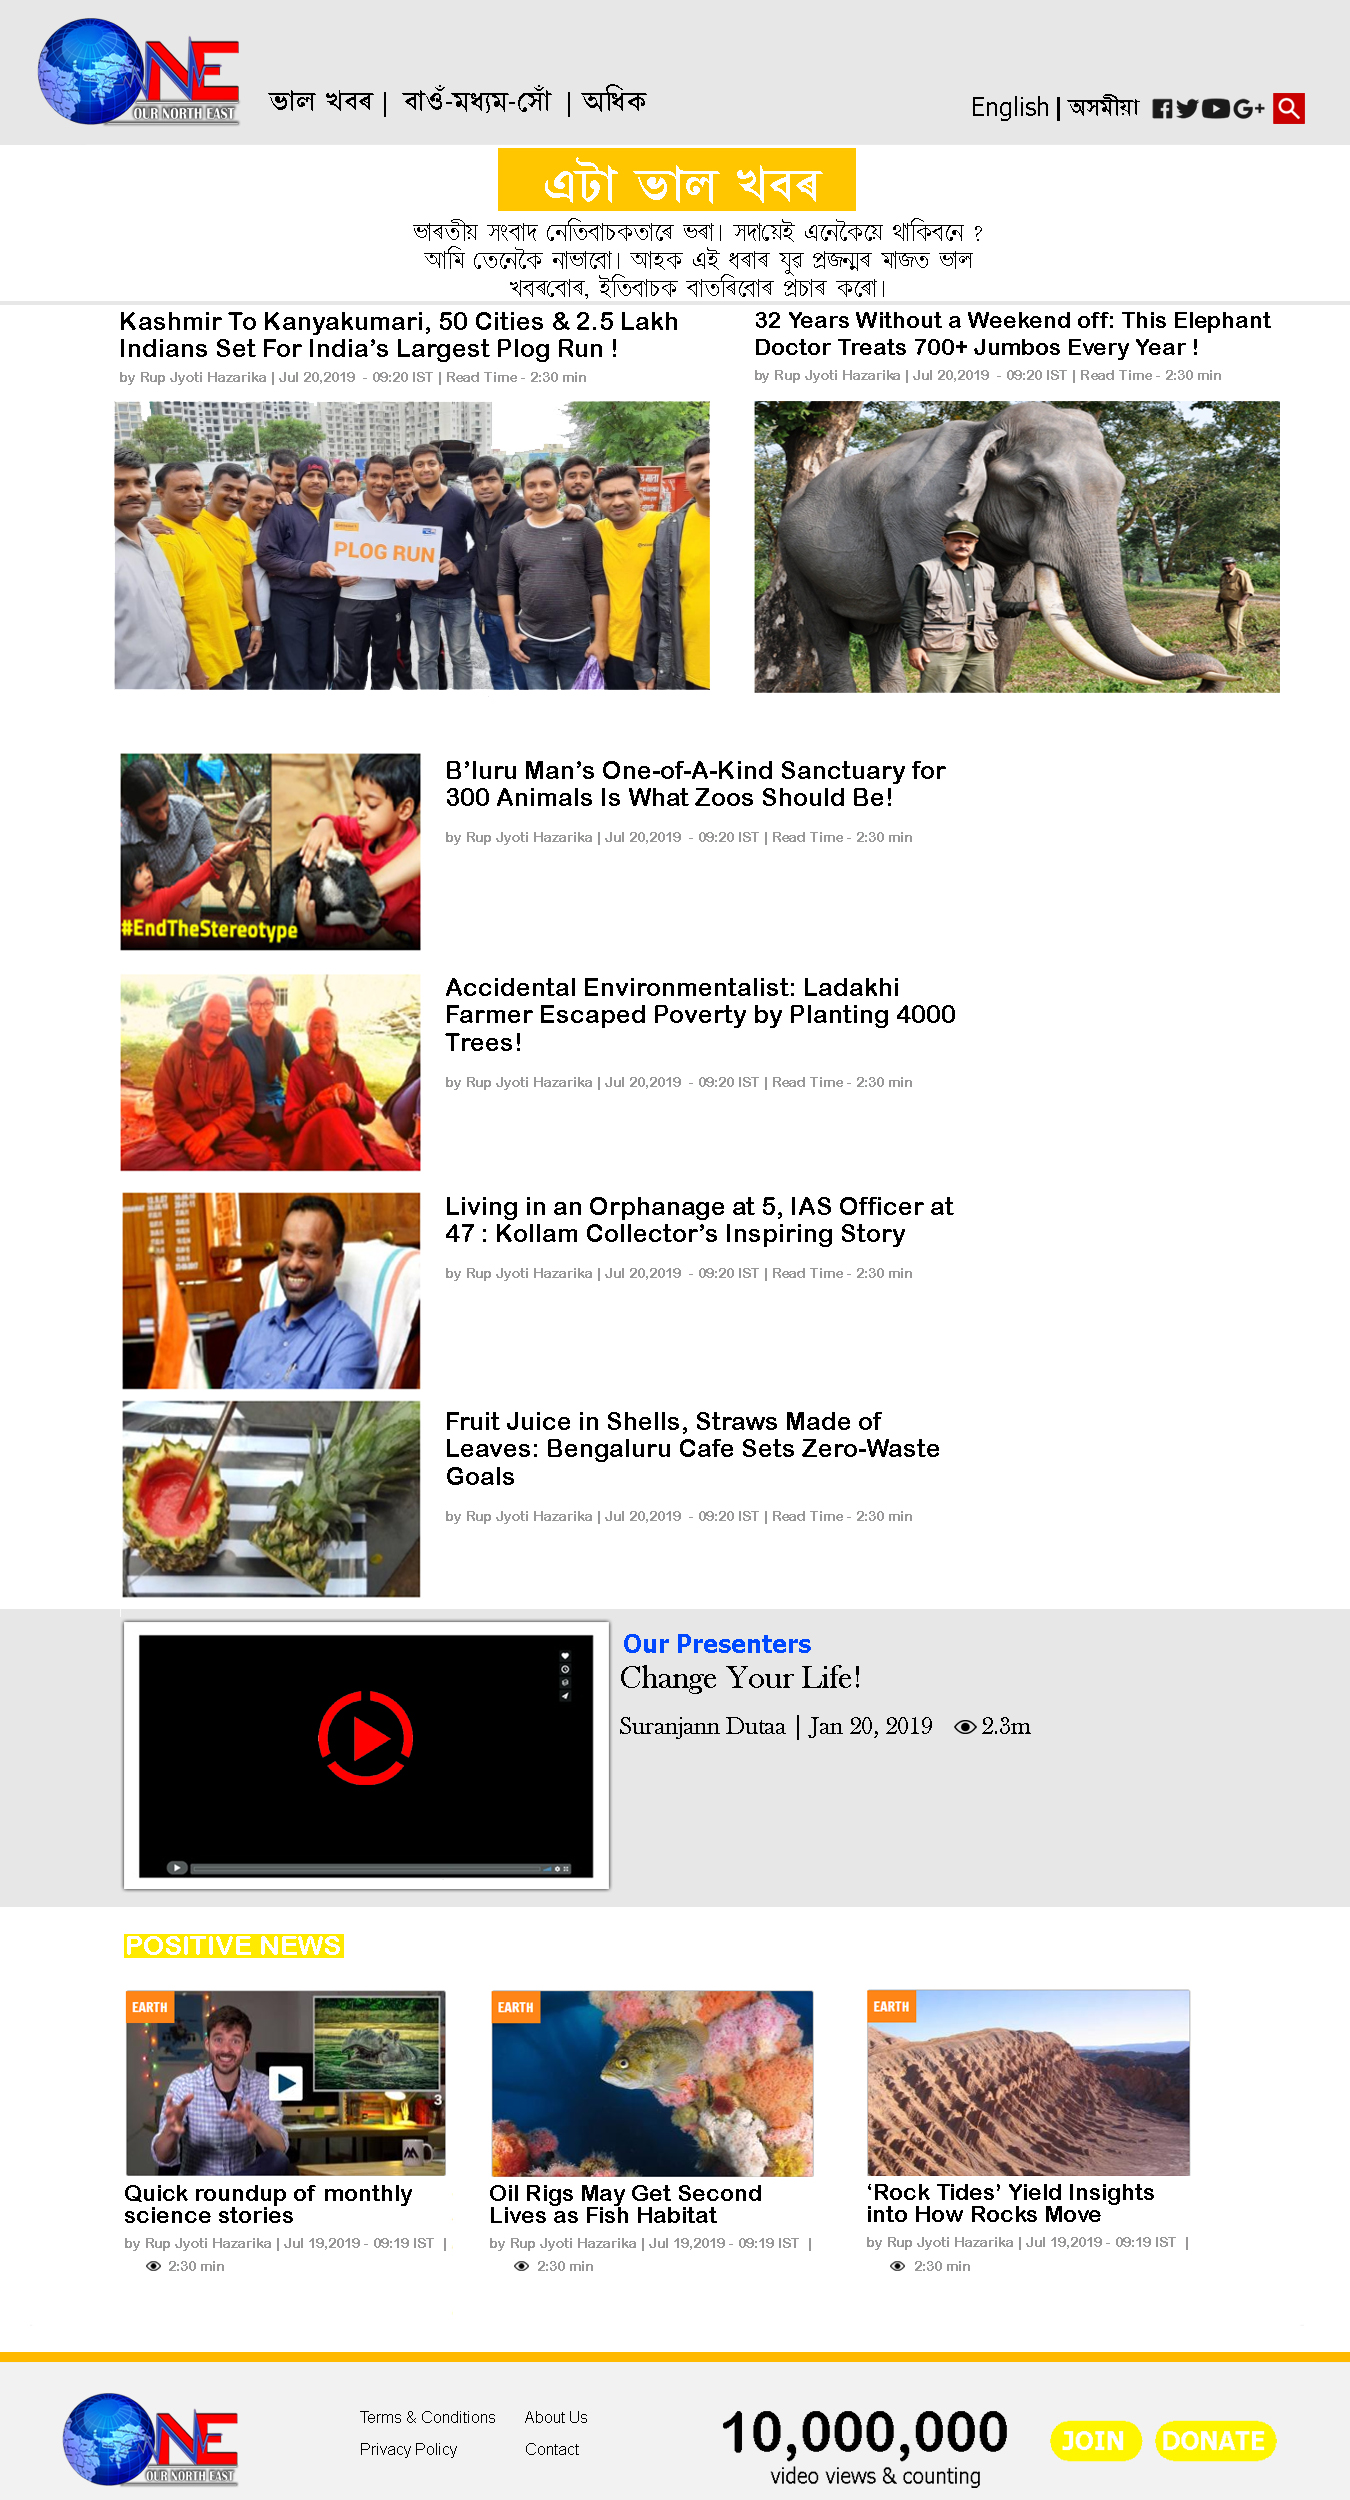 ONE
OUR NORTH EAST
ভাল খবৰ | বাওঁ-মধ্যম-সোঁ | অধিক
English | অসমীয়া
এটা ভাল খবৰ
ভাৰতীয় সংবাদ নেতিবাচকতাৰে ভৰা। সদায়েই এনেকৈয়ে থাকিবনে ?
আমি তেনেকৈ নাভাবো। আহক এই ধৰাৰ যুৱ প্ৰজন্মৰ মাজত ভাল
খবৰবোৰ, ইতিবাচক বাতৰিবোৰ প্ৰচাৰ কৰো।
Kashmir To Kanyakumari, 50 Cities & 2.5 Lakh
Indians Set For India’s Largest Plog Run !
by Rup Jyoti Hazarika | Jul 20,2019 - 09:20 IST | Read Time - 2:30 min
PLOG RUN
32 Years Without a Weekend off: This Elephant
Doctor Treats 700+ Jumbos Every Year !
by Rup Jyoti Hazarika | Jul 20,2019 - 09:20 IST | Read Time - 2:30 min
#EndTheStereotype
B’luru Man’s One-of-A-Kind Sanctuary for
300 Animals Is What Zoos Should Be!
by Rup Jyoti Hazarika | Jul 20,2019 - 09:20 IST | Read Time - 2:30 min
Accidental Environmentalist: Ladakhi
Farmer Escaped Poverty by Planting 4000
Trees!
by Rup Jyoti Hazarika | Jul 20,2019 - 09:20 IST | Read Time - 2:30 min
Living in an Orphanage at 5, IAS Officer at
47 : Kollam Collector’s Inspiring Story
by Rup Jyoti Hazarika | Jul 20,2019 - 09:20 IST | Read Time - 2:30 min
Fruit Juice in Shells, Straws Made of
Leaves: Bengaluru Cafe Sets Zero-Waste
Goals
by Rup Jyoti Hazarika | Jul 20,2019 - 09:20 IST | Read Time - 2:30 min
Our Presenters
Change Your Life!
Suranjann Dutaa | Jan 20, 2019 2.3m
POSITIVE NEWS
EARTH
3
Quick roundup of monthly
science stories
by Rup Jyoti Hazarika | Jul 19,2019 - 09:19 IST |
2:30 min
EARTH
Oil Rigs May Get Second
Lives as Fish Habitat
by Rup Jyoti Hazarika | Jul 19,2019 - 09:19 IST |
2:30 min
EARTH
‘Rock Tides’ Yield Insights
into How Rocks Move
by Rup Jyoti Hazarika | Jul 19,2019 - 09:19 IST |
2:30 min
ONE
OUR NORTH EAST
Terms & Conditions
About Us
Privacy Policy
Contact
10,000,000
video views & counting
JOIN
DONATE